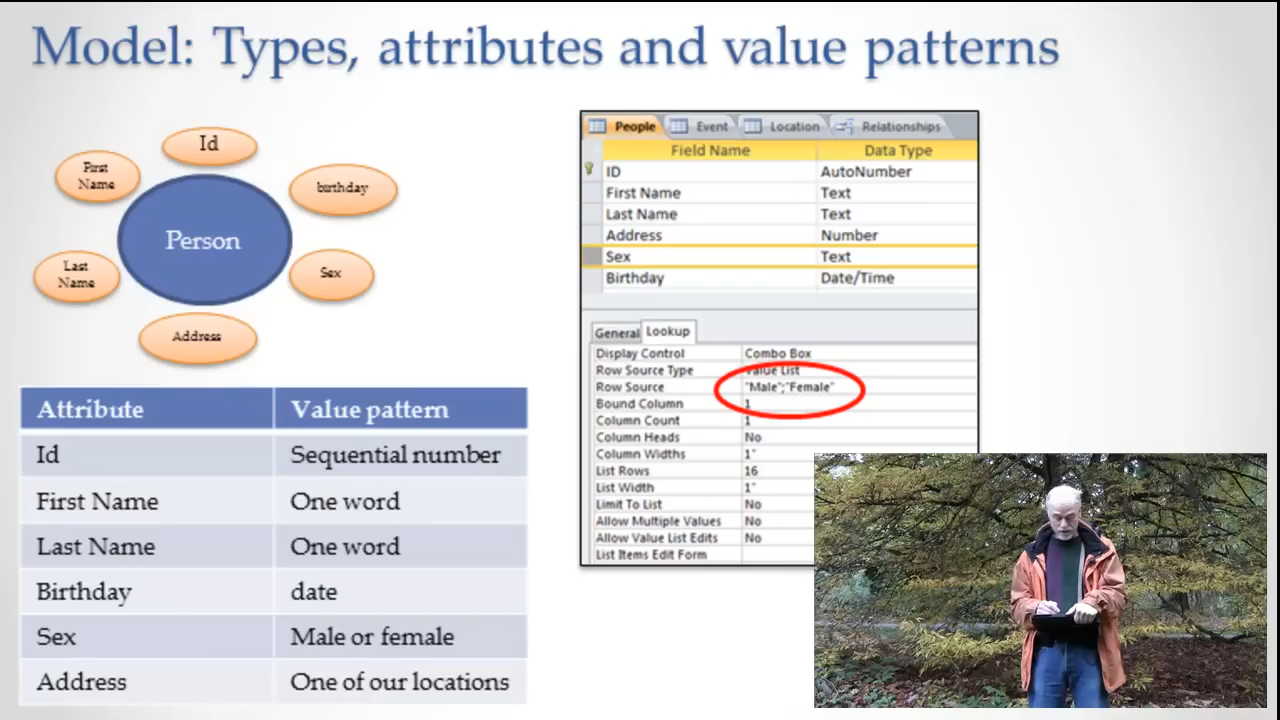 Model: Types, attributes and value patterns
Id
First
Name
birthday
Person
Last
Name
Sex
Address
Attribute Value pattern
Id Sequential number
First Name One word
Last Name One word
Birthday date
Sex Male or female
Address One of our locations
People Event Location Relationships
Field Name Data Type
ID AutoNumber
First Name Text
Last Name Text
Address Number
Sex Text
Birthday Date/Time
General Lookup
Display Control Combo Box
Row Source Type Value List
Row Source "Male";"Female"
Bound Column 1
Column Count 1
Column Heads No
Column Widths 1"
List Rows 16
List Width 1"
Limit To List No
Allow Multiple Values No
Allow Value List Edits No
List Items Edit Form